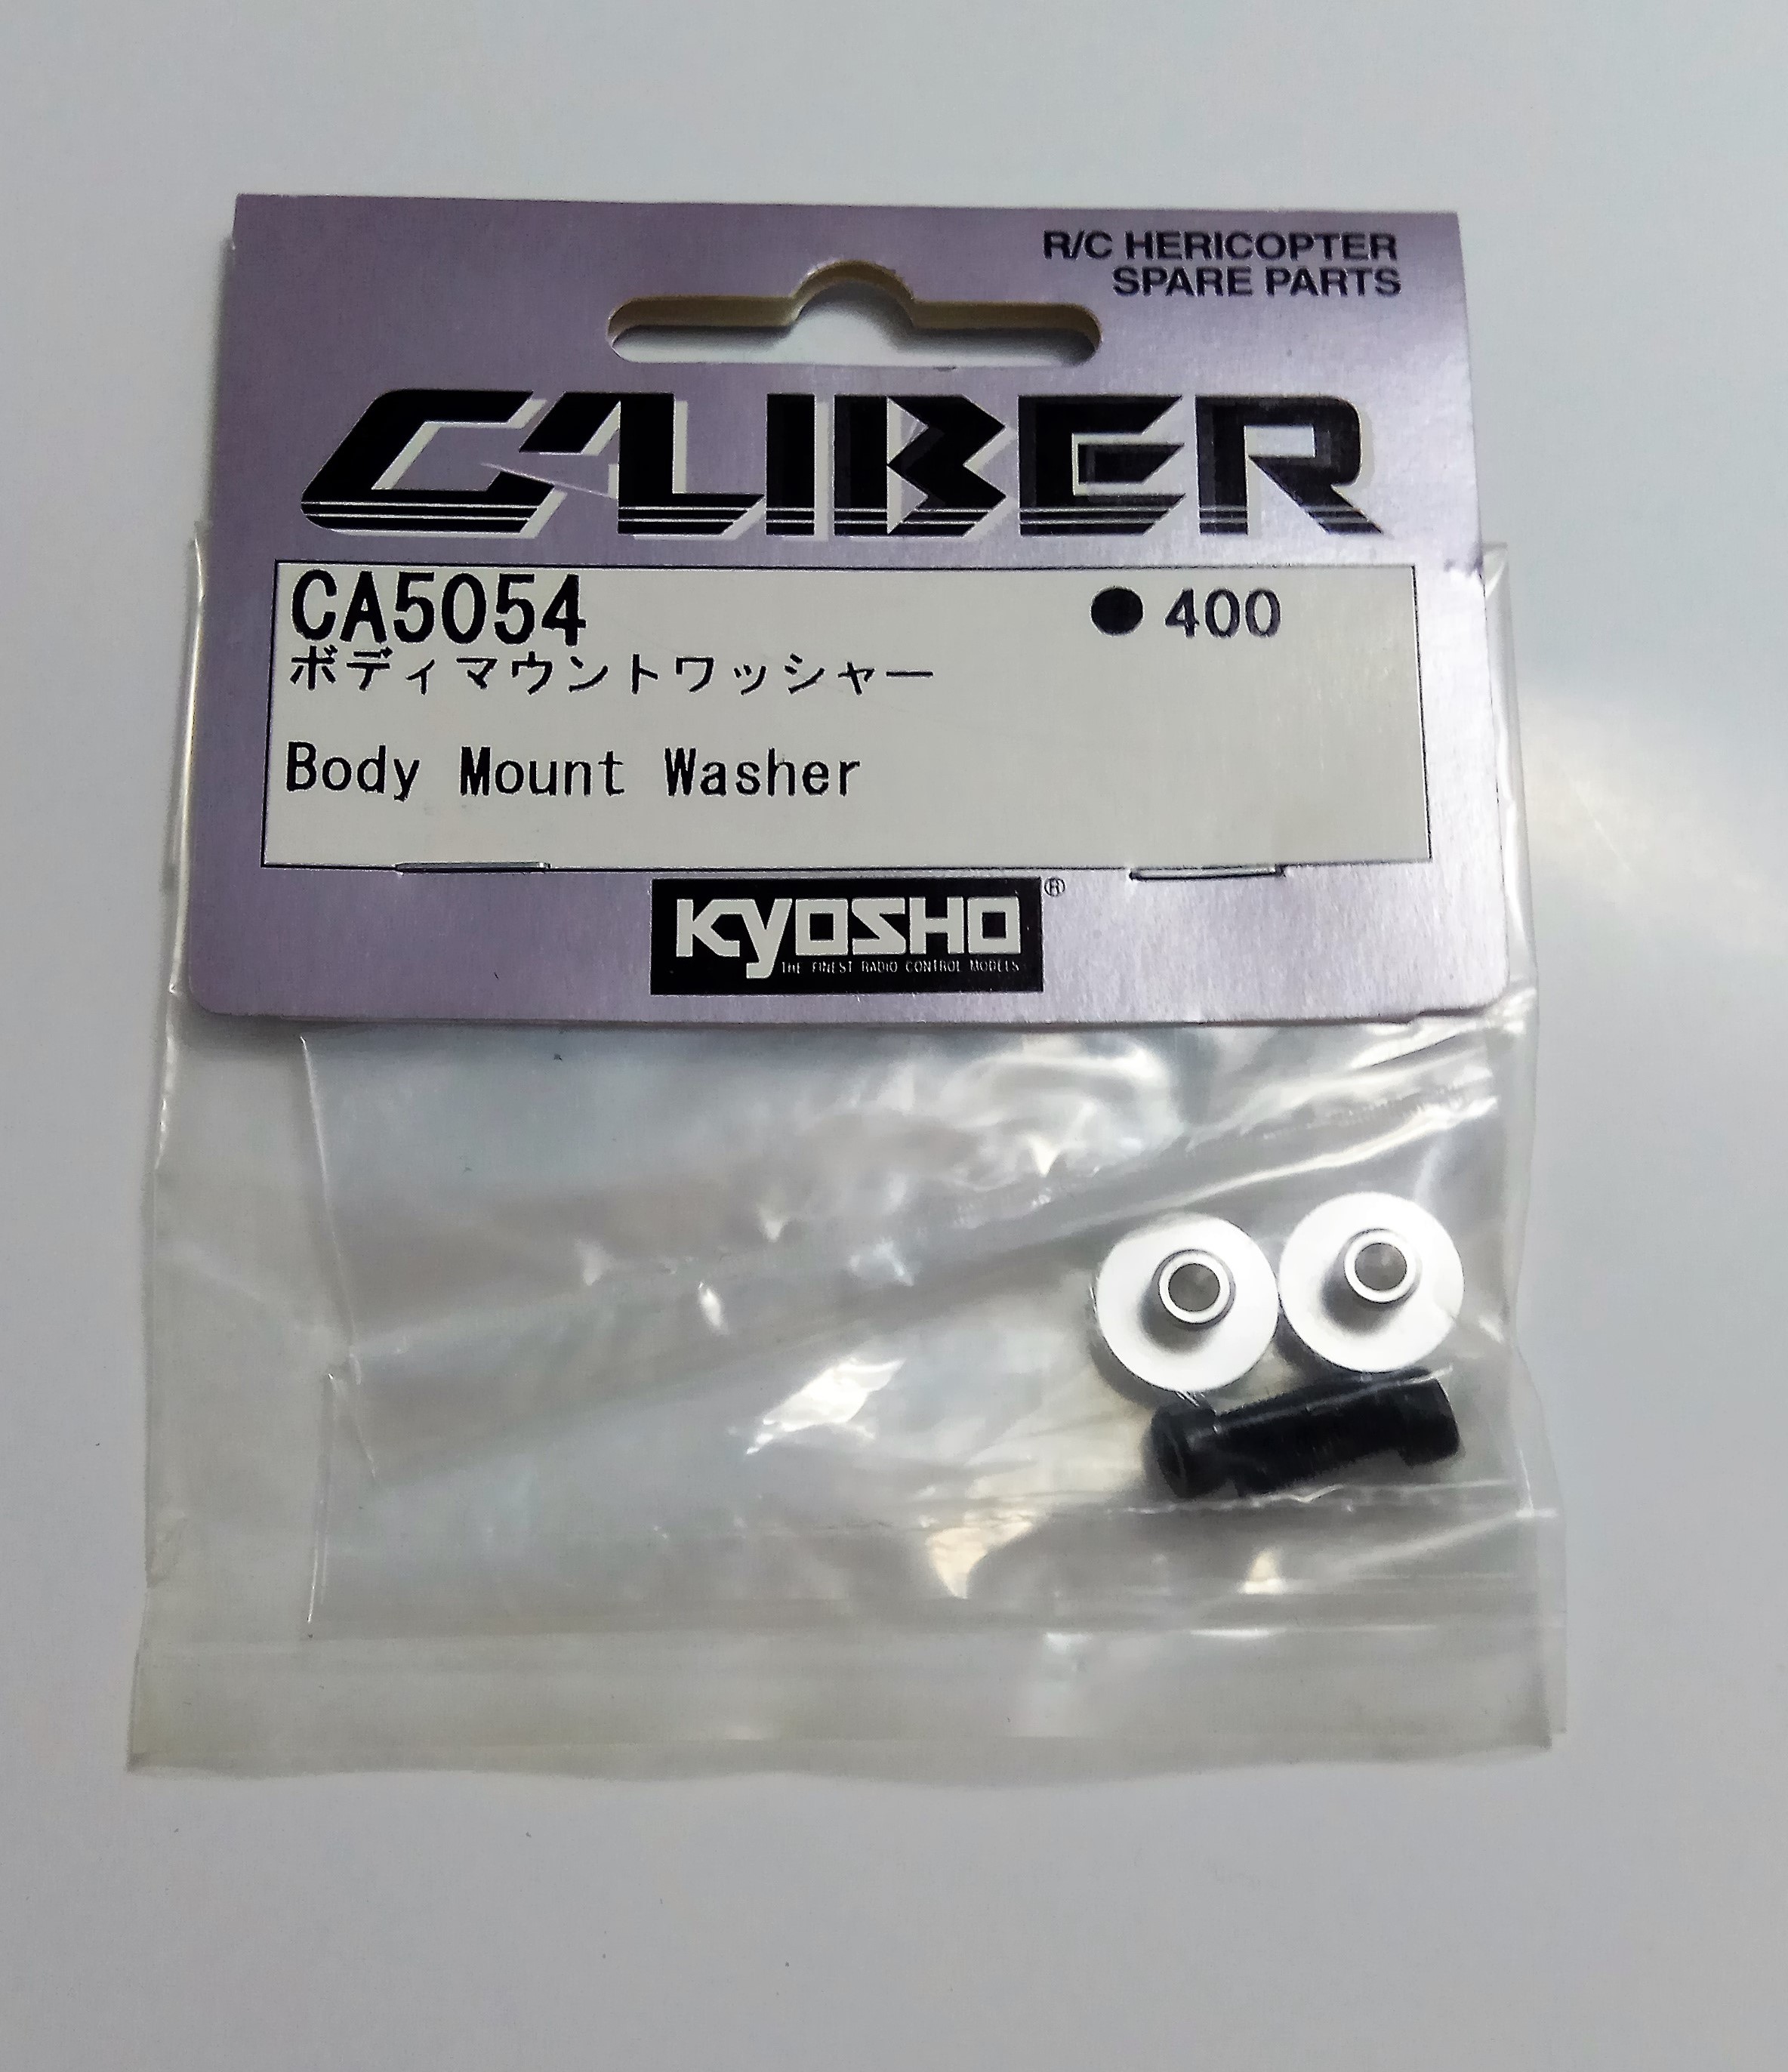 R/C HERICOPTER
SPARE PARTS
CALIBER
CA5054 ● 400
ボディマウントワッシャー
Body Mount Washer
KYOSHO ®
THE FINEST RADIO CONTROL MODELS